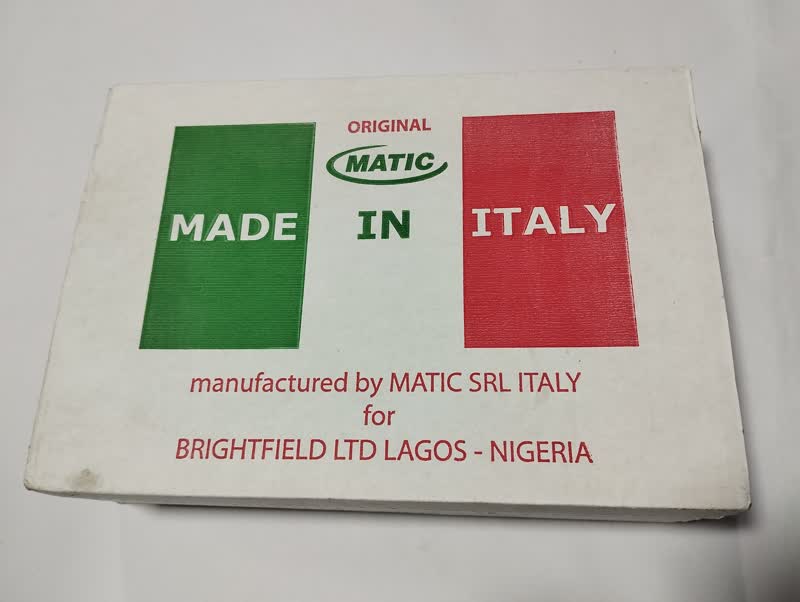 ORIGINAL
MATIC
MADE IN ITALY
manufactured by MATIC SRL ITALY
for
BRIGHTFIELD LTD LAGOS - NIGERIA